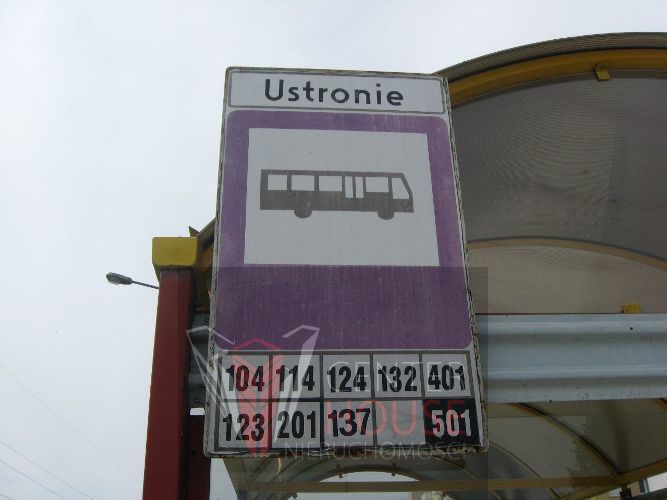 Ustronie
104 114 124 132 401
123 201 137 501
CENTER
HOUSE
NIERUCHOMOŚCI